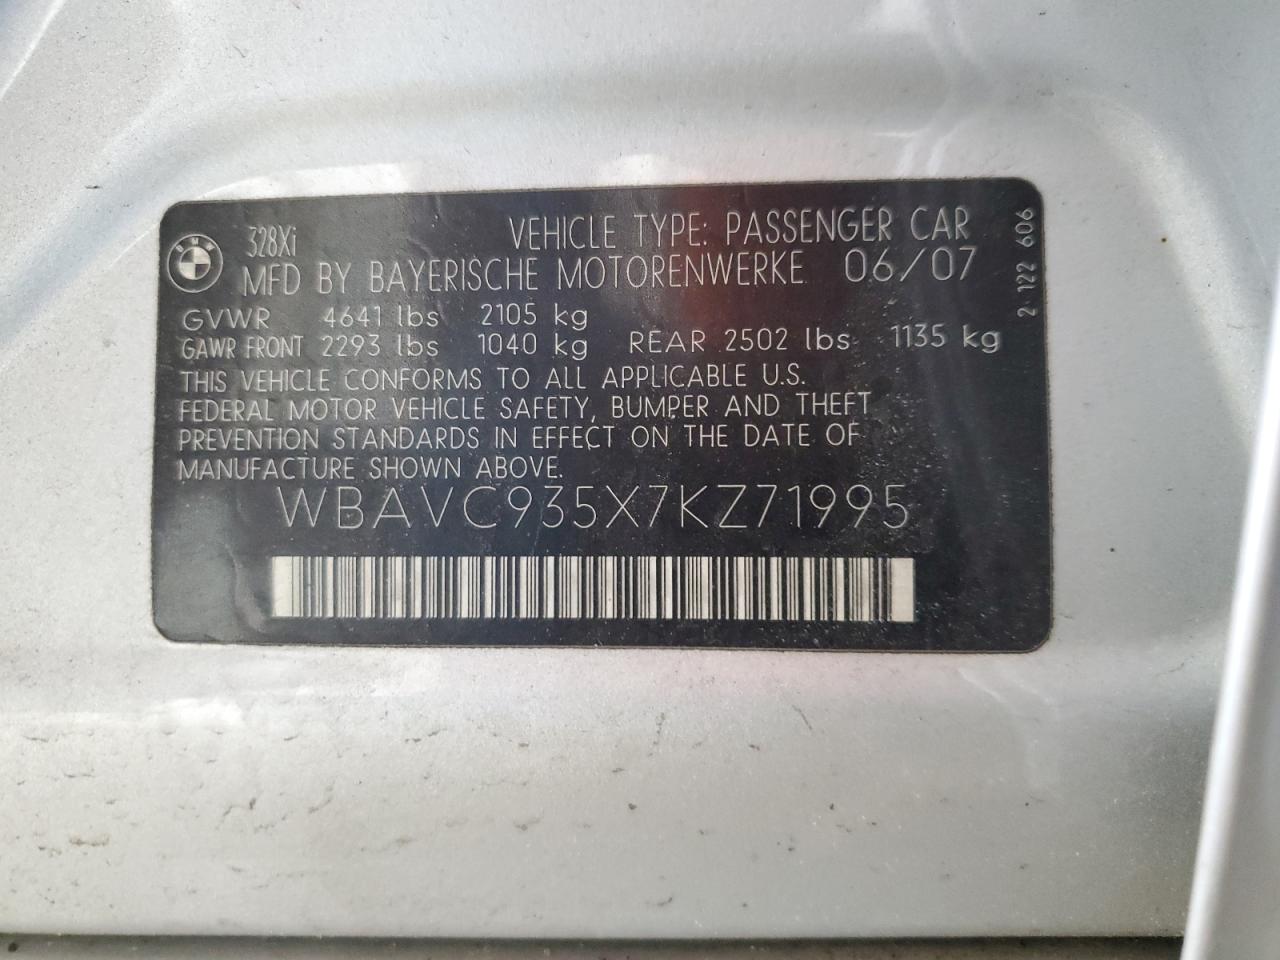 BMW
328Xi
VEHICLE TYPE: PASSENGER CAR
MFD BY BAYERISCHE MOTORENWERKE 06/07
GVWR 4641 lbs 2105 kg
GAWR FRONT 2293 lbs 1040 kg REAR 2502 lbs 1135 kg
THIS VEHICLE CONFORMS TO ALL APPLICABLE U.S.
FEDERAL MOTOR VEHICLE SAFETY, BUMPER AND THEFT
PREVENTION STANDARDS IN EFFECT ON THE DATE OF
MANUFACTURE SHOWN ABOVE.
WBAVC935X7KZ71995
2 122 606